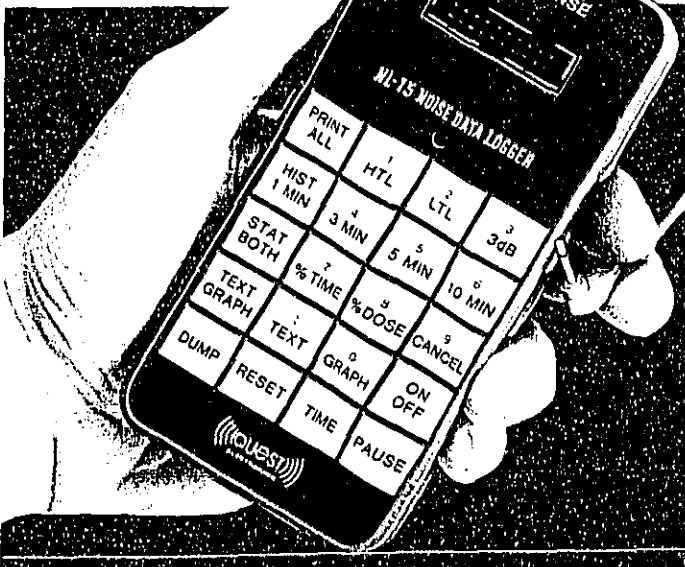 NOISE DATA LOGGER
PRINT
ALL
1
HTL
2
LTL
3
3dB
HIST
1 MIN
4
3 MIN
5
5 MIN
6
10 MIN
STAT
BOTH
7
%TIME
8
%DOSE
9
CANCEL
TEXT
GRAPH
:
TEXT
0
GRAPH
ON
OFF
DUMP
RESET
TIME
PAUSE
QUEST